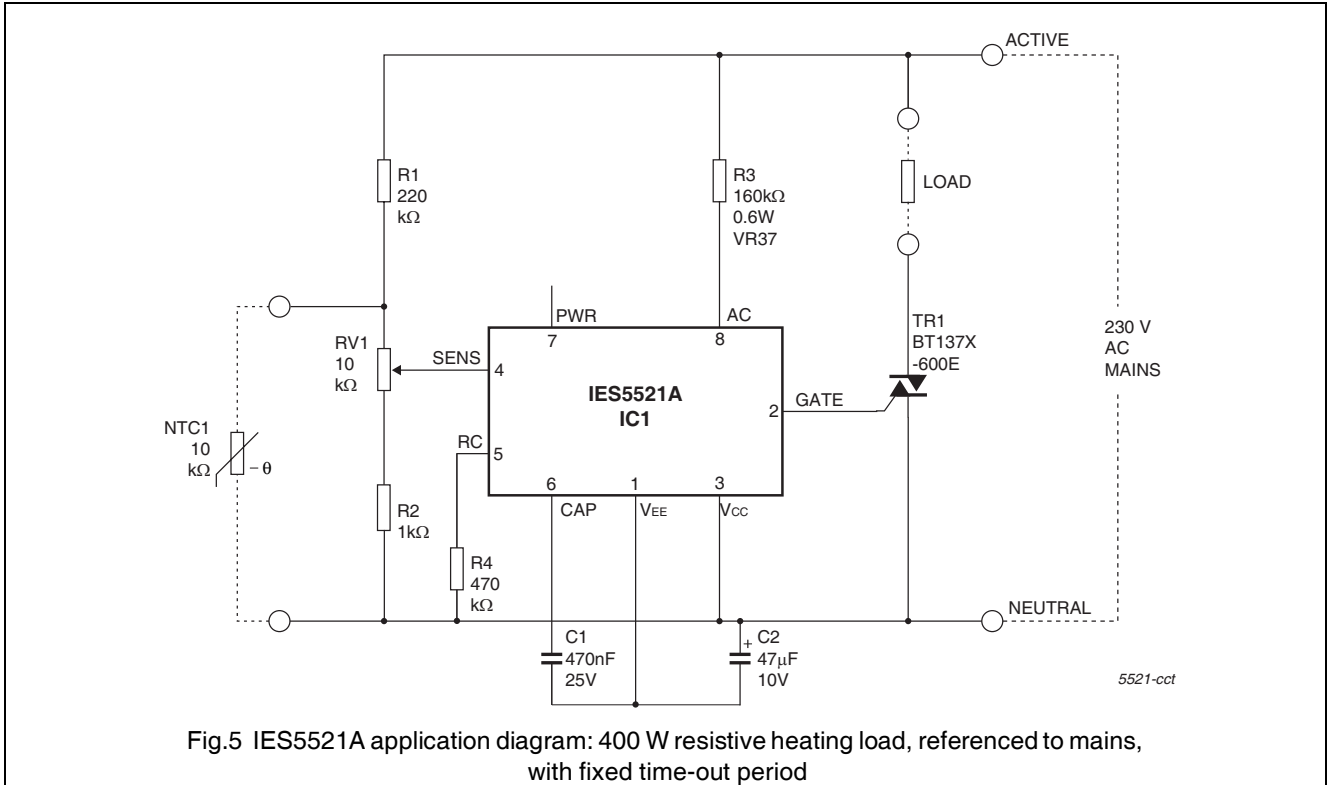 ACTIVE
R1
220
kΩ
R3
160kΩ
0.6W
VR37
LOAD
PWR
7
AC
8
TR1
BT137X
-600E
230 V
AC
MAINS
RV1
10
kΩ
SENS
4
IES5521A
IC1
2
GATE
NTC1
10
kΩ
– θ
RC
5
6
CAP
1
VEE
3
VCC
R2
1kΩ
R4
470
kΩ
NEUTRAL
C1
470nF
25V
+
C2
47µF
10V
5521-cct
Fig.5 IES5521A application diagram: 400 W resistive heating load, referenced to mains,
with fixed time-out period